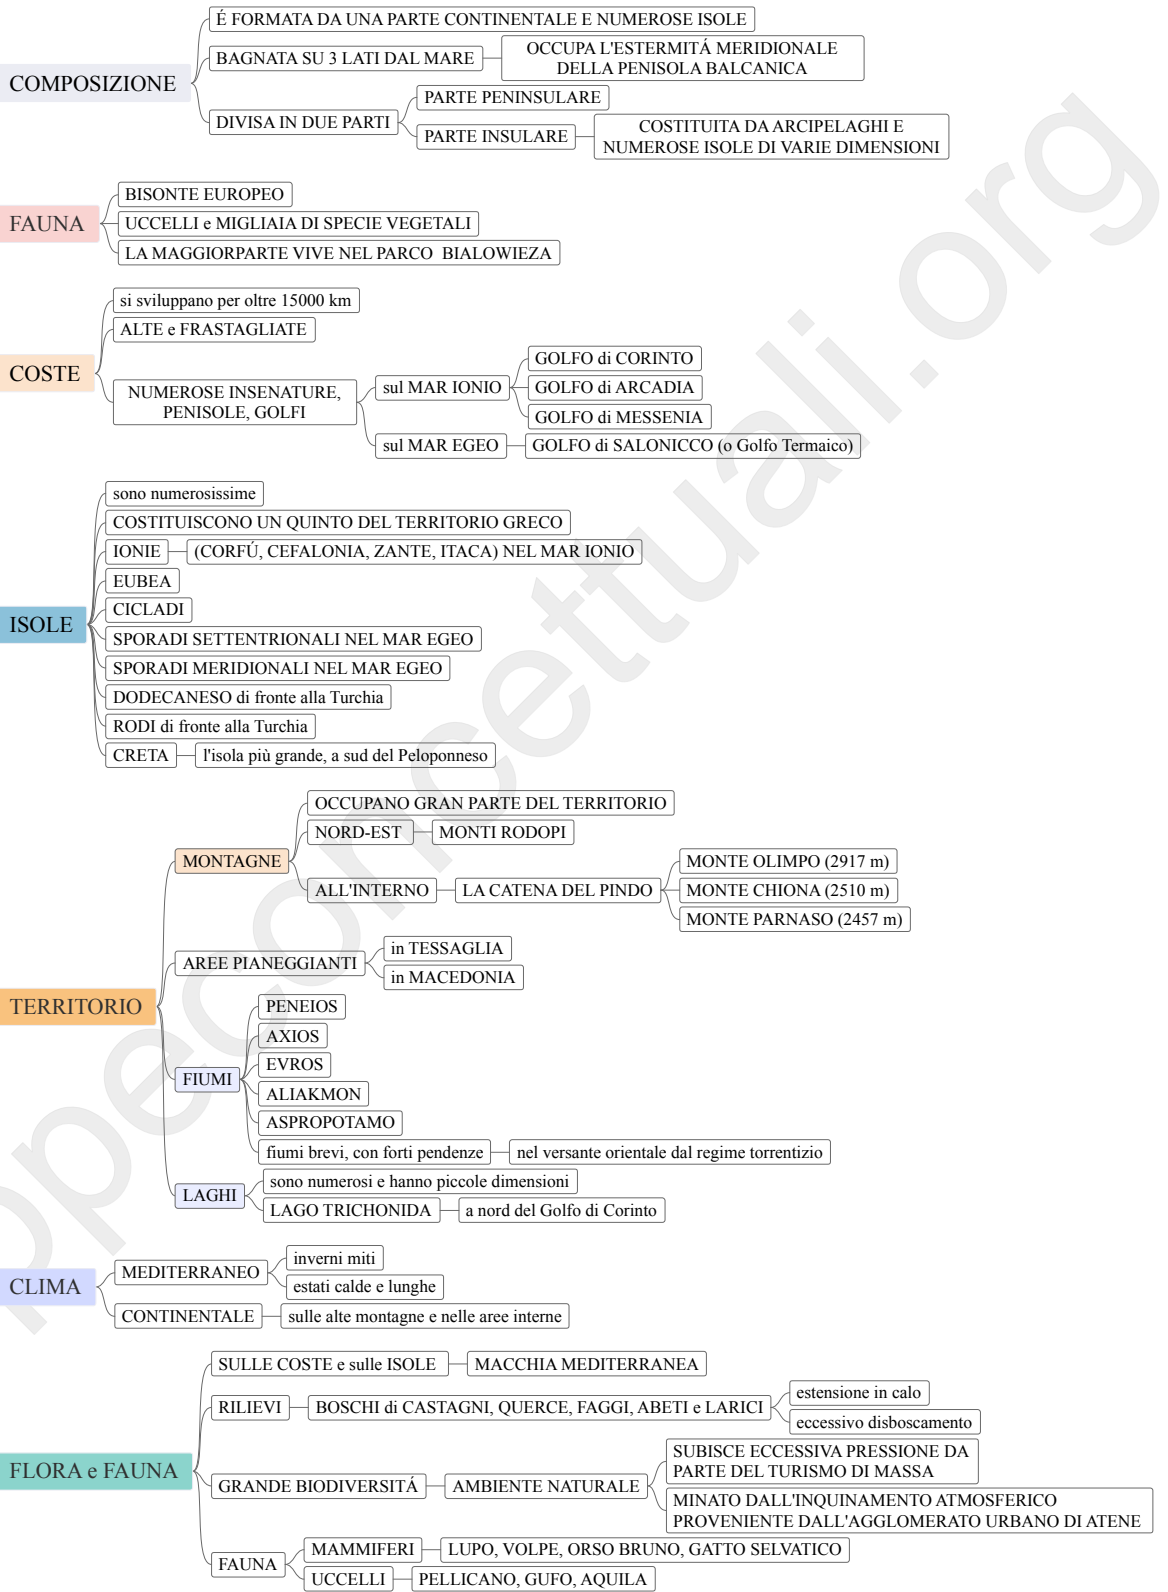 COMPOSIZIONE
É FORMATA DA UNA PARTE CONTINENTALE E NUMEROSE ISOLE
BAGNATA SU 3 LATI DAL MARE
OCCUPA L'ESTERMITÁ MERIDIONALE
DELLA PENISOLA BALCANICA
DIVISA IN DUE PARTI
PARTE PENINSULARE
PARTE INSULARE
COSTITUITA DA ARCIPELAGHI E
NUMEROSE ISOLE DI VARIE DIMENSIONI
FAUNA
BISONTE EUROPEO
UCCELLI e MIGLIAIA DI SPECIE VEGETALI
LA MAGGIORPARTE VIVE NEL PARCO BIALOWIEZA
COSTE
si sviluppano per oltre 15000 km
ALTE e FRASTAGLIATE
NUMEROSE INSENATURE,
PENISOLE, GOLFI
sul MAR IONIO
GOLFO di CORINTO
GOLFO di ARCADIA
GOLFO di MESSENIA
sul MAR EGEO
GOLFO di SALONICCO (o Golfo Termaico)
ISOLE
sono numerosissime
COSTITUISCONO UN QUINTO DEL TERRITORIO GRECO
IONIE
(CORFÚ, CEFALONIA, ZANTE, ITACA) NEL MAR IONIO
EUBEA
CICLADI
SPORADI SETTENTRIONALI NEL MAR EGEO
SPORADI MERIDIONALI NEL MAR EGEO
DODECANESO di fronte alla Turchia
RODI di fronte alla Turchia
CRETA
l'isola più grande, a sud del Peloponneso
TERRITORIO
MONTAGNE
OCCUPANO GRAN PARTE DEL TERRITORIO
NORD-EST
MONTI RODOPI
ALL'INTERNO
LA CATENA DEL PINDO
MONTE OLIMPO (2917 m)
MONTE CHIONA (2510 m)
MONTE PARNASO (2457 m)
AREE PIANEGGIANTI
in TESSAGLIA
in MACEDONIA
FIUMI
PENEIOS
AXIOS
EVROS
ALIAKMON
ASPROPOTAMO
fiumi brevi, con forti pendenze
nel versante orientale dal regime torrentizio
LAGHI
sono numerosi e hanno piccole dimensioni
LAGO TRICHONIDA
a nord del Golfo di Corinto
CLIMA
MEDITERRANEO
inverni miti
estati calde e lunghe
CONTINENTALE
sulle alte montagne e nelle aree interne
FLORA e FAUNA
SULLE COSTE e sulle ISOLE
MACCHIA MEDITERRANEA
RILIEVI
BOSCHI di CASTAGNI, QUERCE, FAGGI, ABETI e LARICI
estensione in calo
eccessivo disboscamento
GRANDE BIODIVERSITÁ
AMBIENTE NATURALE
SUBISCE ECCESSIVA PRESSIONE DA
PARTE DEL TURISMO DI MASSA
MINATO DALL'INQUINAMENTO ATMOSFERICO
PROVENIENTE DALL'AGGLOMERATO URBANO DI ATENE
FAUNA
MAMMIFERI
LUPO, VOLPE, ORSO BRUNO, GATTO SELVATICO
UCCELLI
PELLICANO, GUFO, AQUILA
ppeconcettuali.org